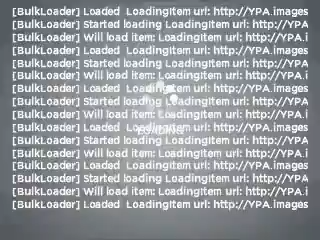 [BulkLoader] Loaded LoadingItem url: http://YPA.images
[BulkLoader] Started loading LoadingItem url: http://YPA
[BulkLoader] Will load item: LoadingItem url: http://YPA.i
[BulkLoader] Loaded LoadingItem url: http://YPA.images
[BulkLoader] Started loading LoadingItem url: http://YPA
[BulkLoader] Will load item: LoadingItem url: http://YPA.i
[BulkLoader] Loaded LoadingItem url: http://YPA.images
[BulkLoader] Started loading LoadingItem url: http://YPA
[BulkLoader] Will load item: LoadingItem url: http://YPA.i
[BulkLoader] Loaded LoadingItem url: http://YPA.images
LOADING
[BulkLoader] Started loading LoadingItem url: http://YPA
[BulkLoader] Will load item: LoadingItem url: http://YPA.i
[BulkLoader] Loaded LoadingItem url: http://YPA.images
[BulkLoader] Started loading LoadingItem url: http://YPA
[BulkLoader] Will load item: LoadingItem url: http://YPA.i
[BulkLoader] Loaded LoadingItem url: http://YPA.images